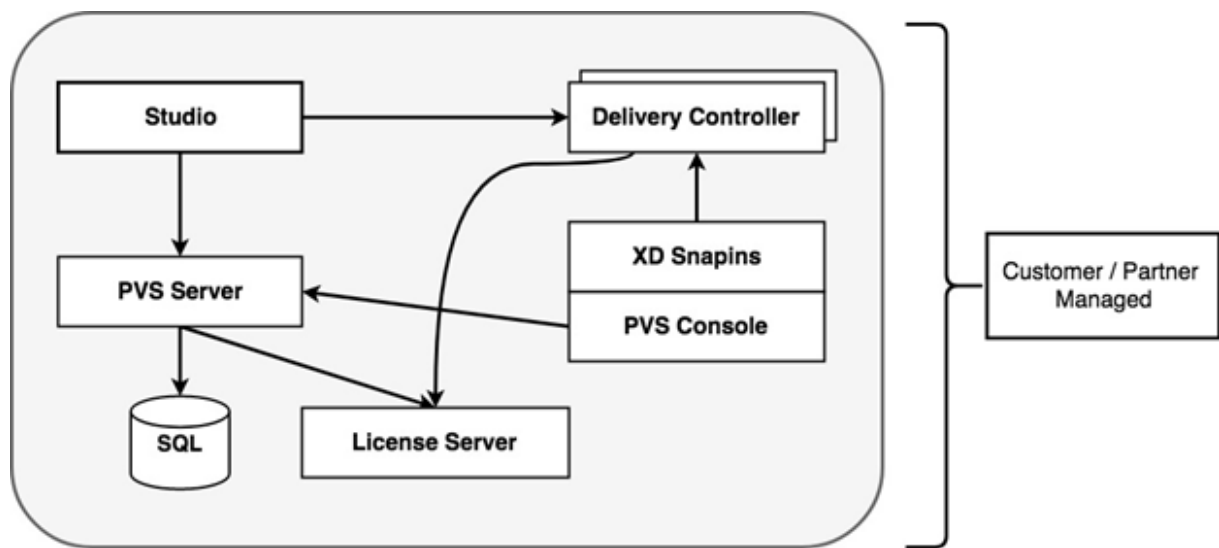 Studio
Delivery Controller
XD Snapins
PVS Server
PVS Console
Customer / Partner
Managed
SQL
License Server